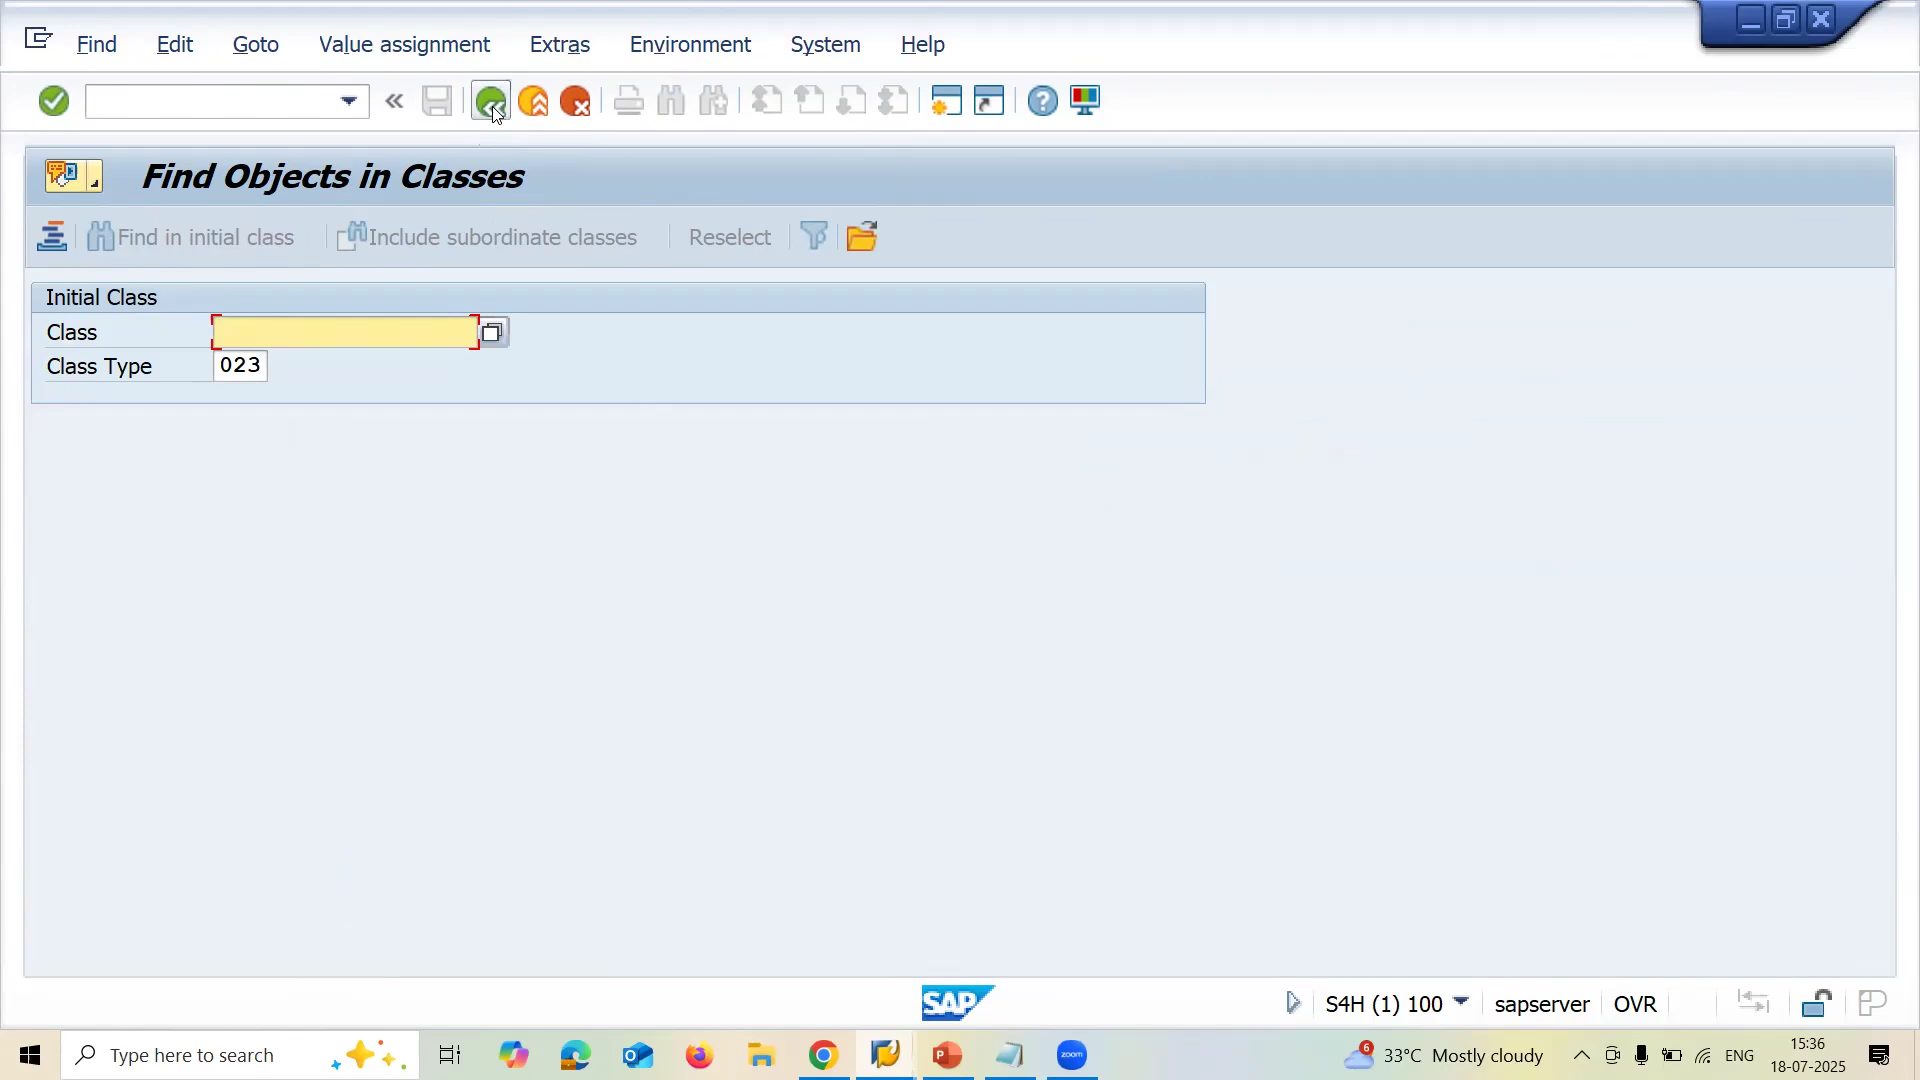 Find Edit Goto Value assignment Extras Environment System Help
Find Objects in Classes
Find in initial class Include subordinate classes Reselect
Initial Class
Class
Class Type 023
SAP S4H (1) 100 sapserver OVR
Type here to search zoom 6 33°C Mostly cloudy ENG 15:36
18-07-2025